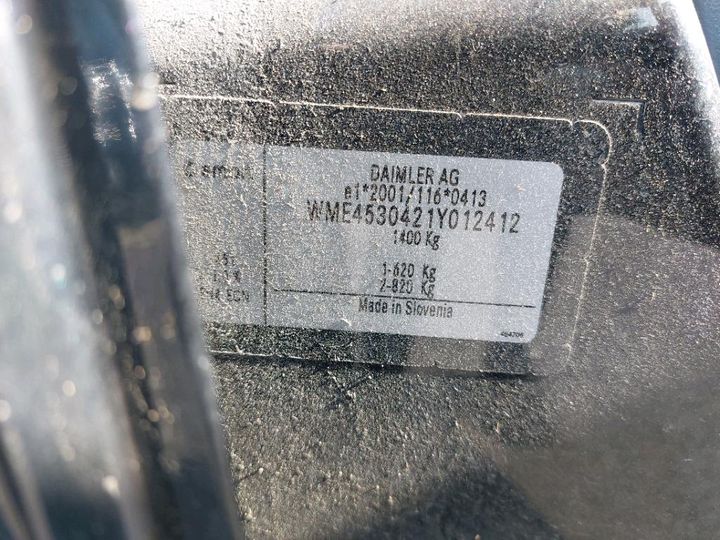 smart
DAIMLER AG
e1*2001/116*0413
WME4530421Y012412
1400 Kg
1-620 Kg
2-820 Kg
Made in Slovenia